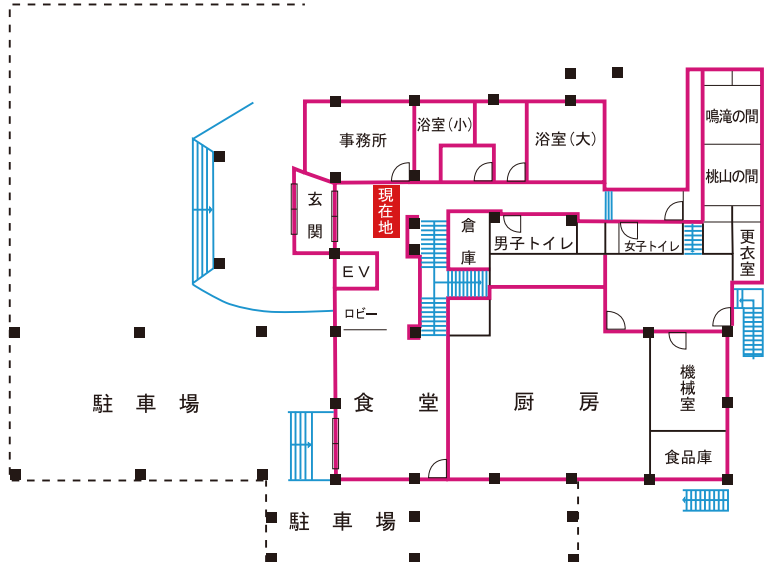 鳴滝の間
浴室(小)
事務所
浴室(大)
桃山の間
玄関
現在地
倉庫
男子トイレ
女子トイレ
更衣室
EV
ロビー
機械室
駐車場
食堂
厨房
食品庫
駐車場